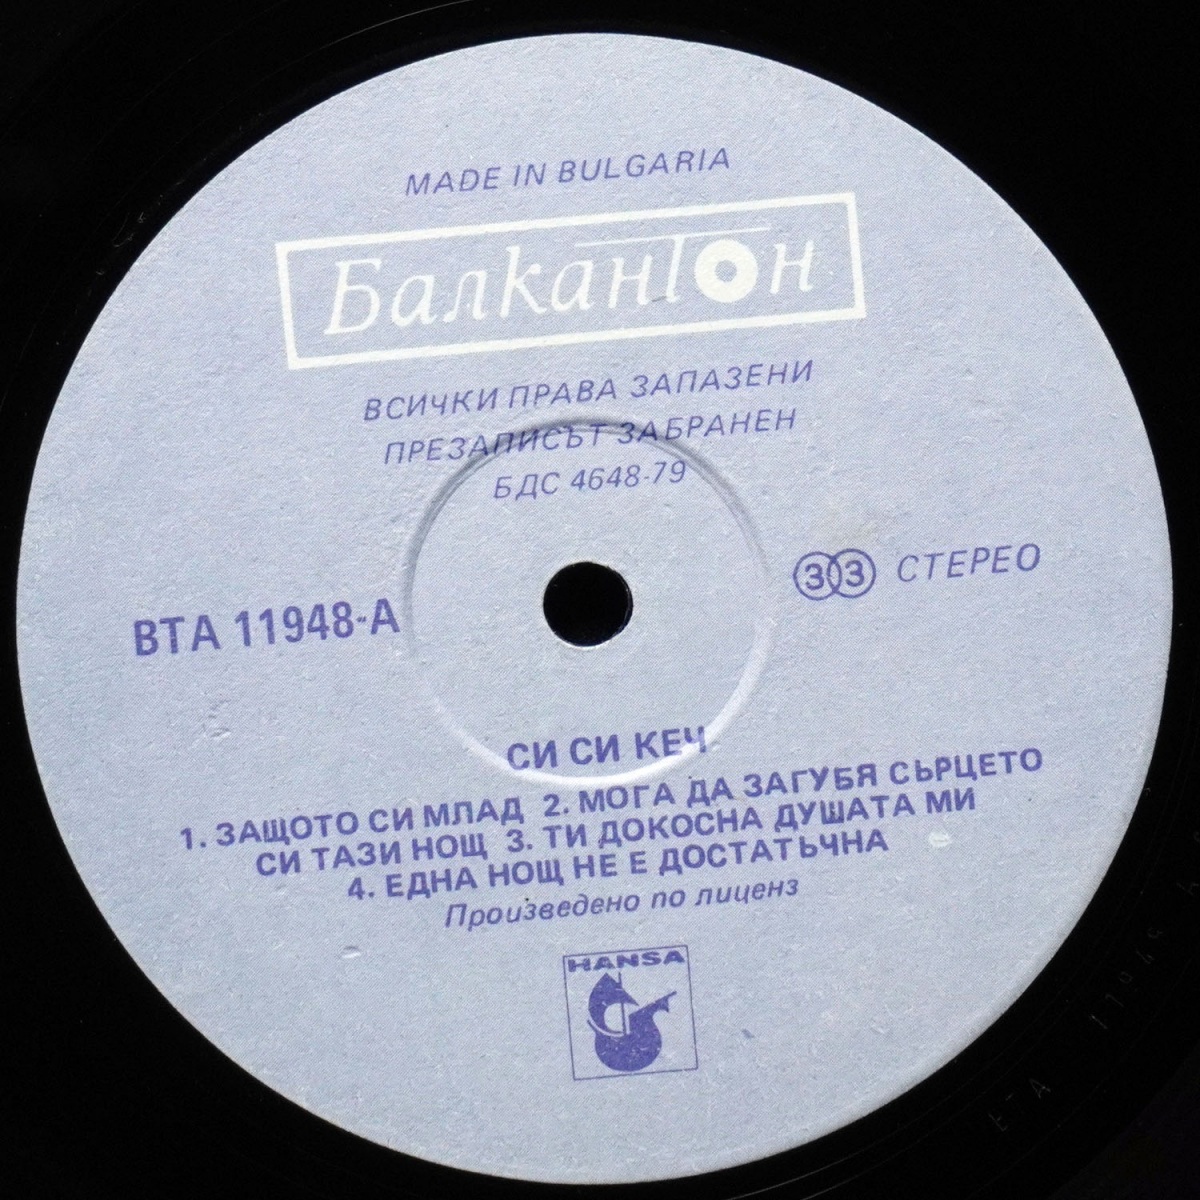 MADE IN BULGARIA
БалканТон
ВСИЧКИ ПРАВА ЗАПАЗЕНИ
ПРЕЗАПИСЪТ ЗАБРАНЕН
БДС 4648-79
33 СТЕРЕО
ВТА 11948-А
СИ СИ КЕЧ
1. ЗАЩОТО СИ МЛАД 2. МОГА ДА ЗАГУБЯ СЪРЦЕТО
СИ ТАЗИ НОЩ 3. ТИ ДОКОСНА ДУШАТА МИ
4. ЕДНА НОЩ НЕ Е ДОСТАТЪЧНА
Произведено по лиценз
HANSA